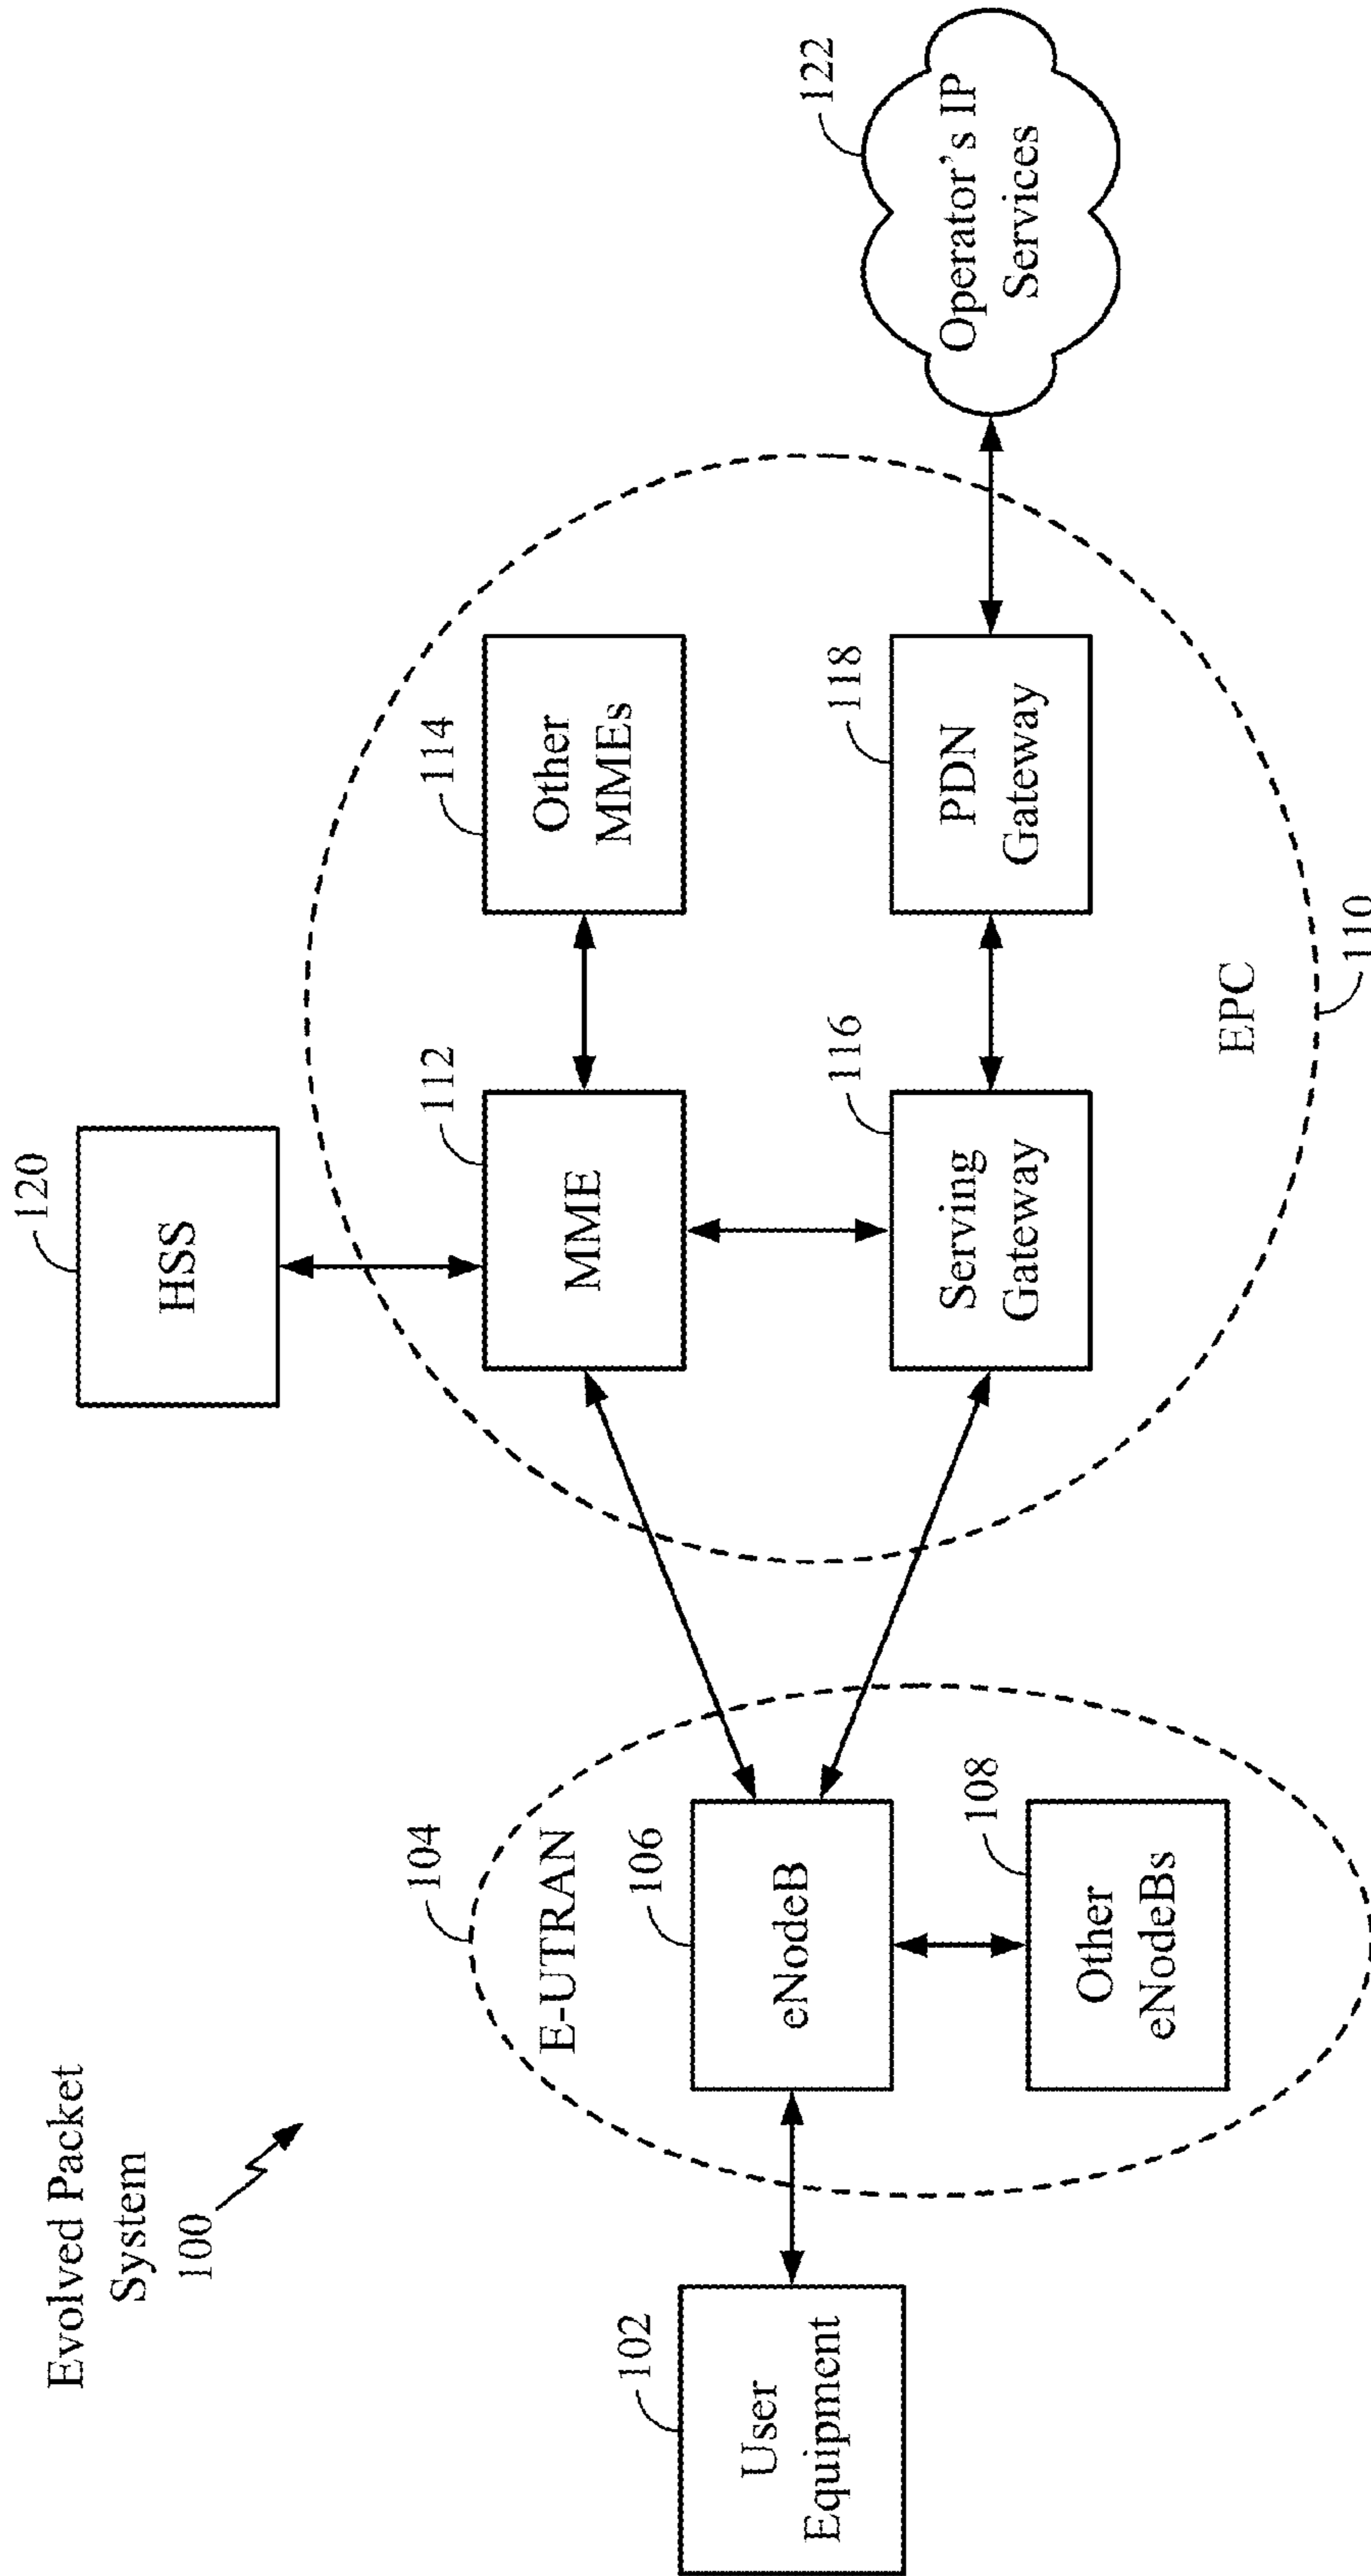 Evolved Packet
System
100
120
HSS
104
E-UTRAN
102
User
Equipment
106
eNodeB
108
Other
eNodeBs
112
MME
114
Other
MMEs
116
Serving
Gateway
118
PDN
Gateway
EPC
110
122
Operator's IP
Services